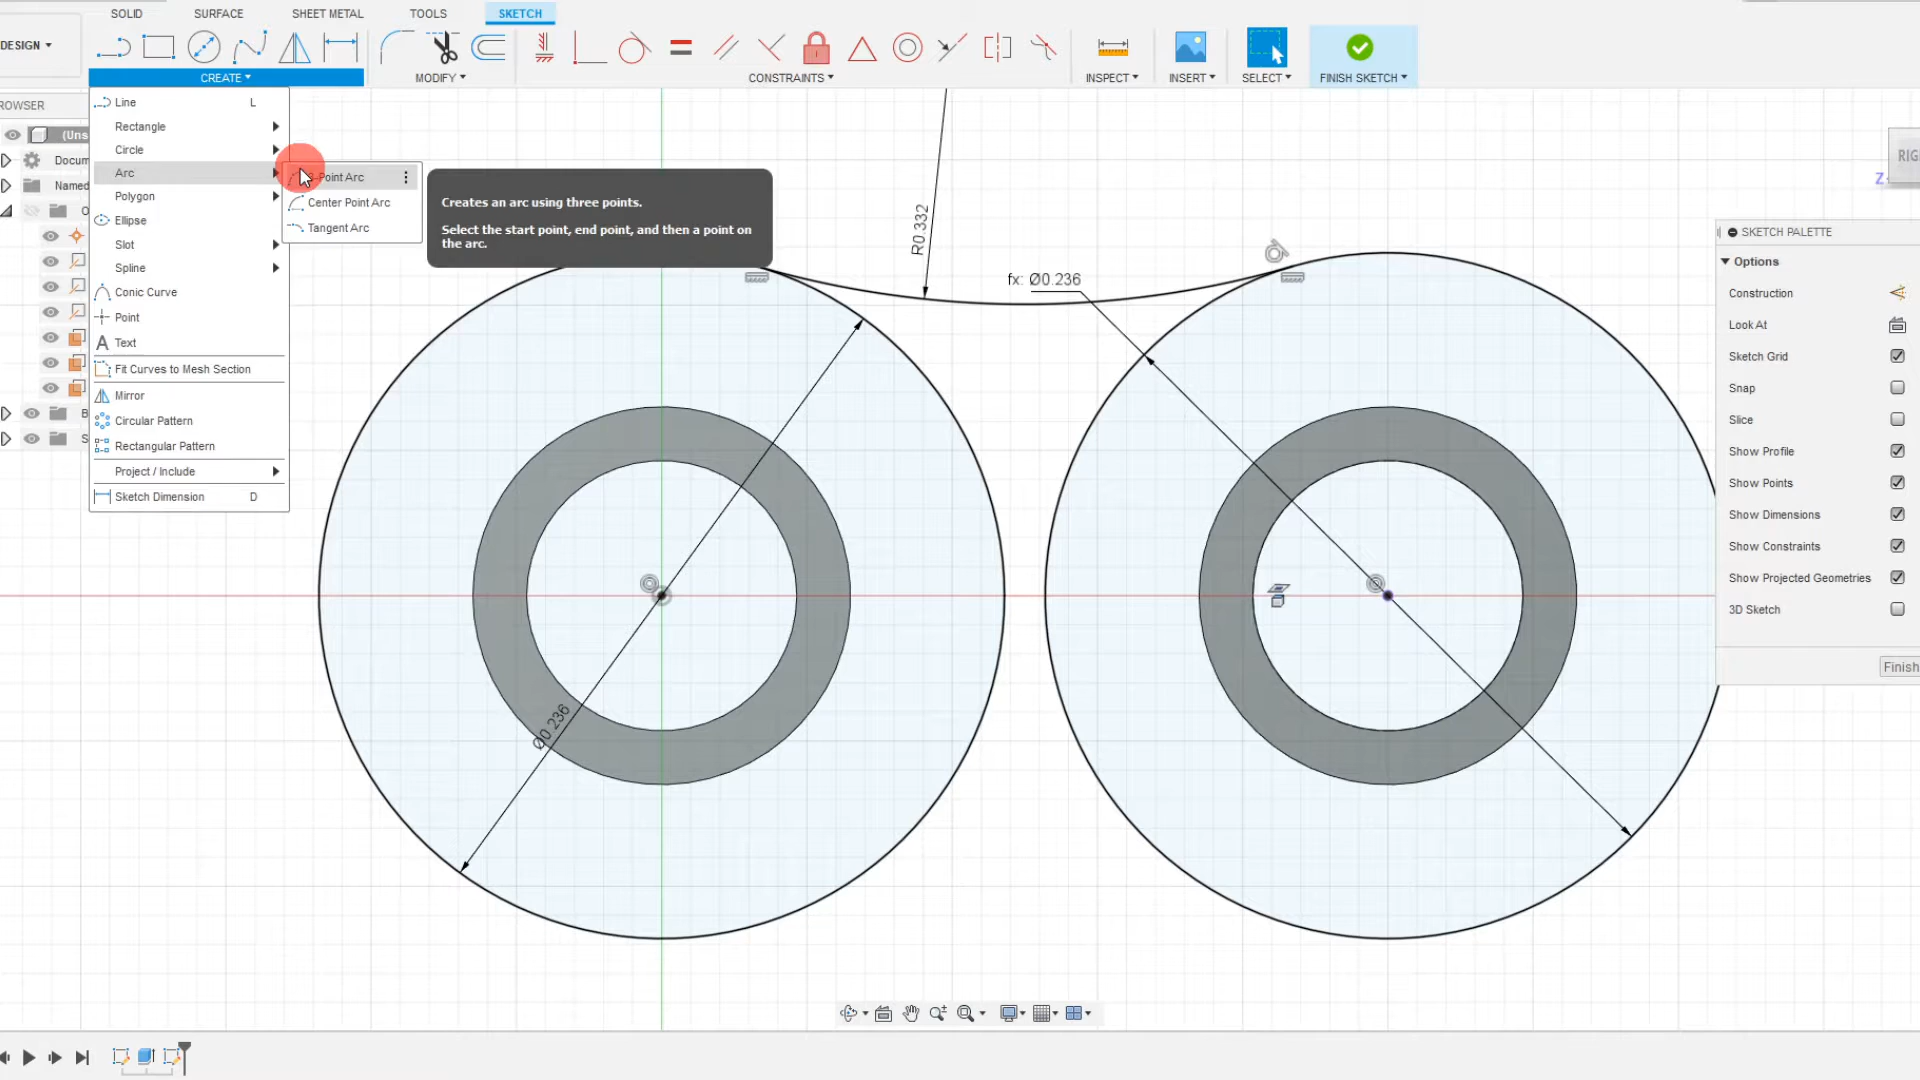 SOLID
SURFACE
SHEET METAL
TOOLS
SKETCH
DESIGN
CREATE
MODIFY
CONSTRAINTS
INSPECT
INSERT
SELECT
FINISH SKETCH
ROWSER
(Uns
Docum
Named
O
B
S
Line L
Rectangle
Circle
Arc
Polygon
Ellipse
Slot
Spline
Conic Curve
Point
Text
Fit Curves to Mesh Section
Mirror
Circular Pattern
Rectangular Pattern
Project / Include
Sketch Dimension D
3-Point Arc
Center Point Arc
Tangent Arc
Creates an arc using three points.
Select the start point, end point, and then a point on
the arc.
R0.332
fx: Ø0.236
Ø0.236
RIG
Z
SKETCH PALETTE
Options
Construction
Look At
Sketch Grid
Snap
Slice
Show Profile
Show Points
Show Dimensions
Show Constraints
Show Projected Geometries
3D Sketch
Finish